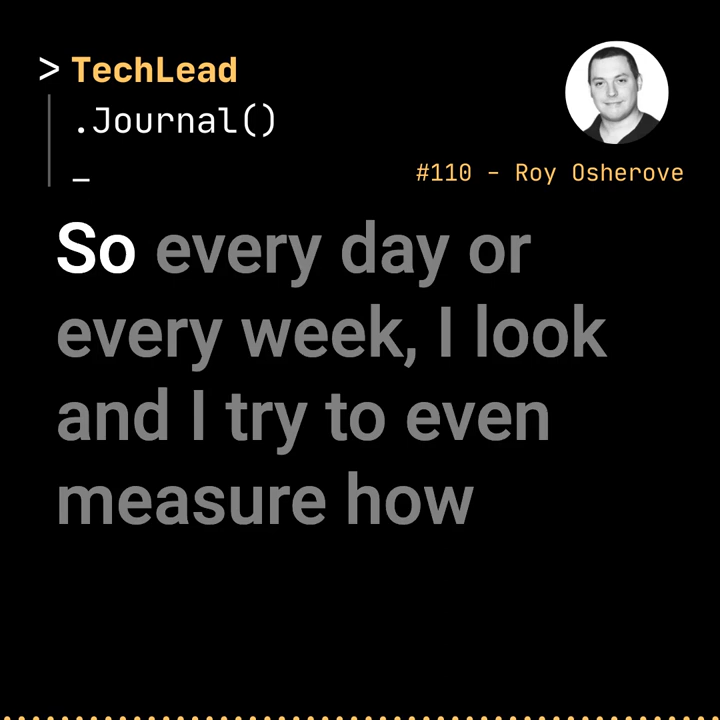 > TechLead
.Journal()
_
#110 - Roy Osherove
So every day or
every week, I look
and I try to even
measure how